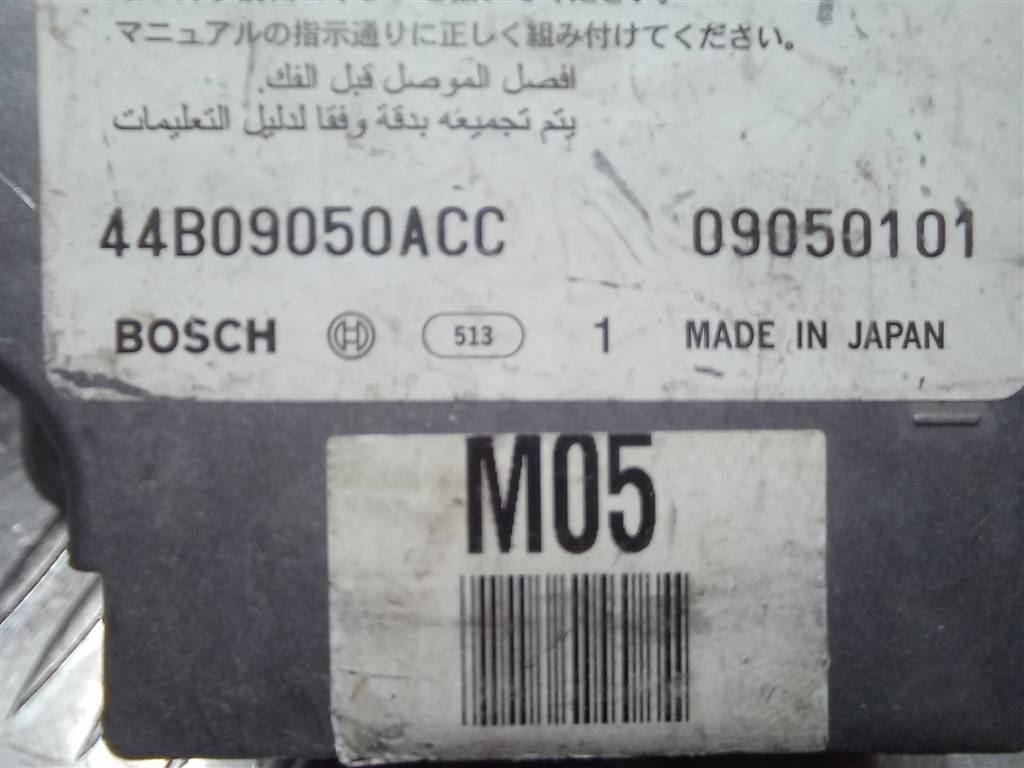 マニュアルの指示通りに正しく組み付けてください。
افصل الموصل قبل الفك.
يتم تجميعه بدقة وفقا لدليل التعليمات
44B09050ACC 09050101
BOSCH H 513 1 MADE IN JAPAN
M05